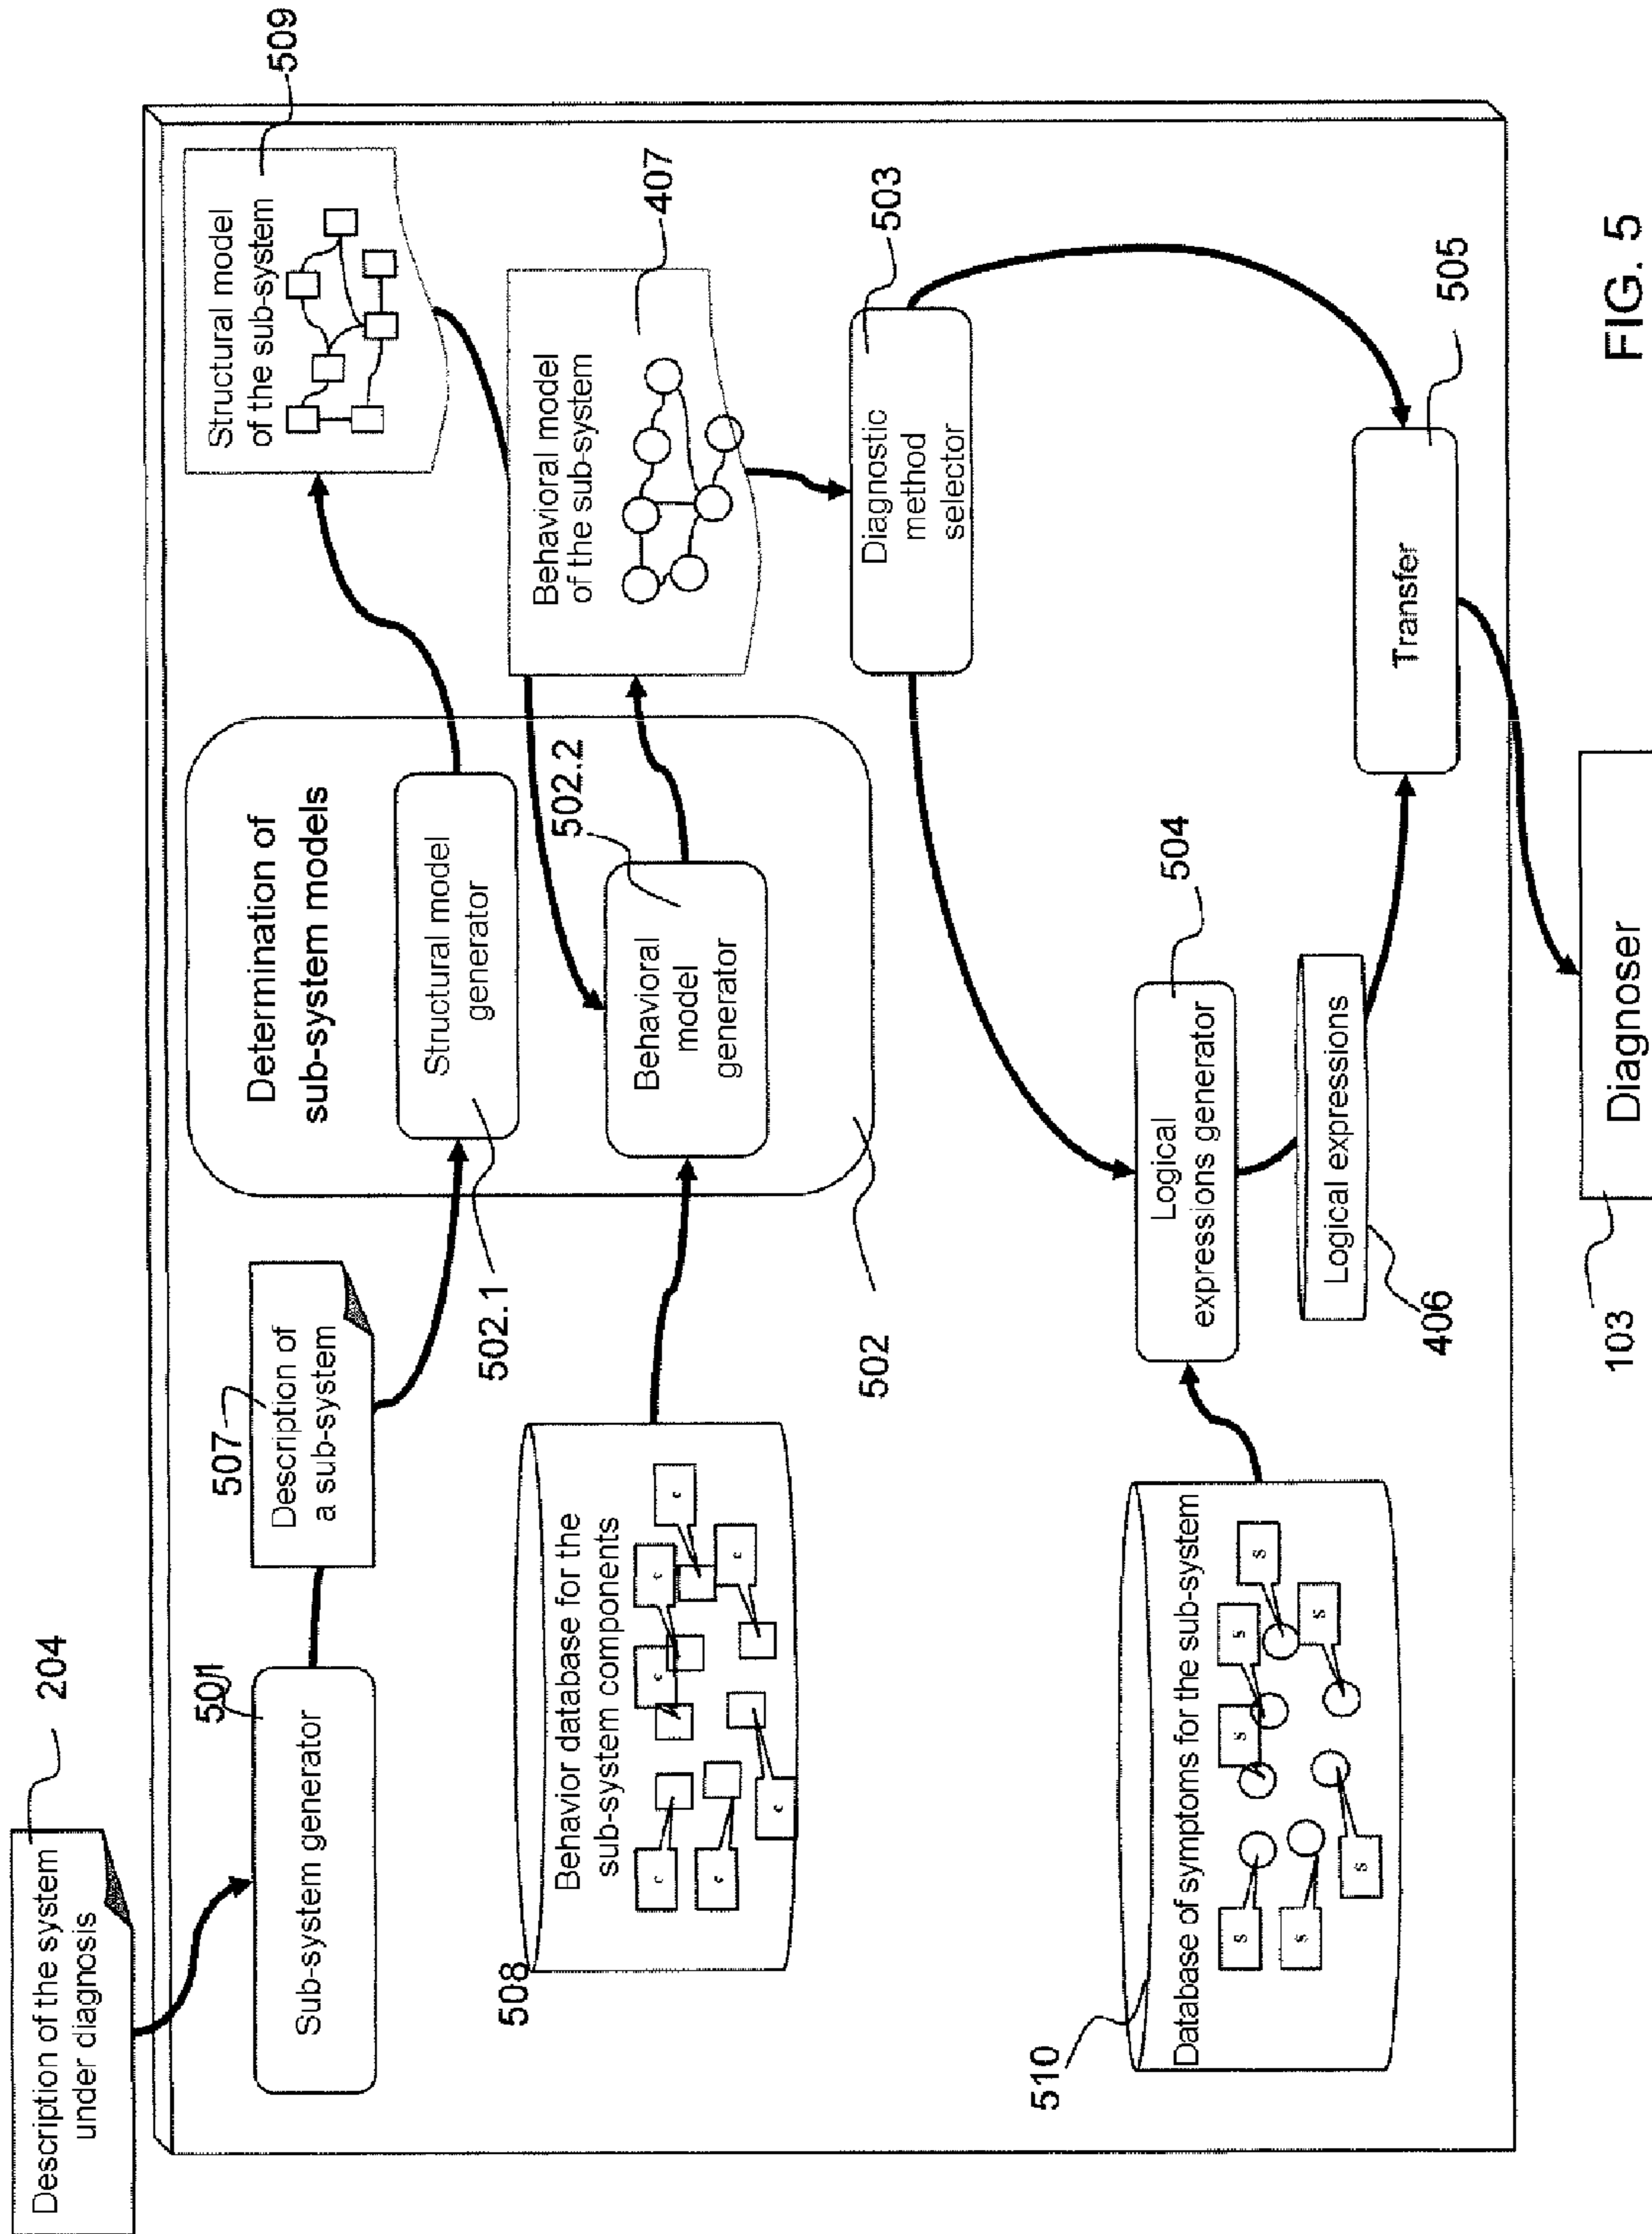 Description of the system
under diagnosis
204
501
Sub-system generator
507
Description of
a sub-system
Determination of
sub-system models
Structural model
generator
502.1
Structural model
of the sub-system
509
508
Behavior database for the
sub-system components
c
c
c
c
c
c
c
502
Behavioral
model
generator
502.2
Behavioral model
of the sub-system
407
Diagnostic
method
selector
503
510
Database of symptoms for the sub-system
s
s
s
s
s
s
s
Logical
expressions generator
504
Logical expressions
406
Transfer
505
103
Diagnoser
FIG. 5